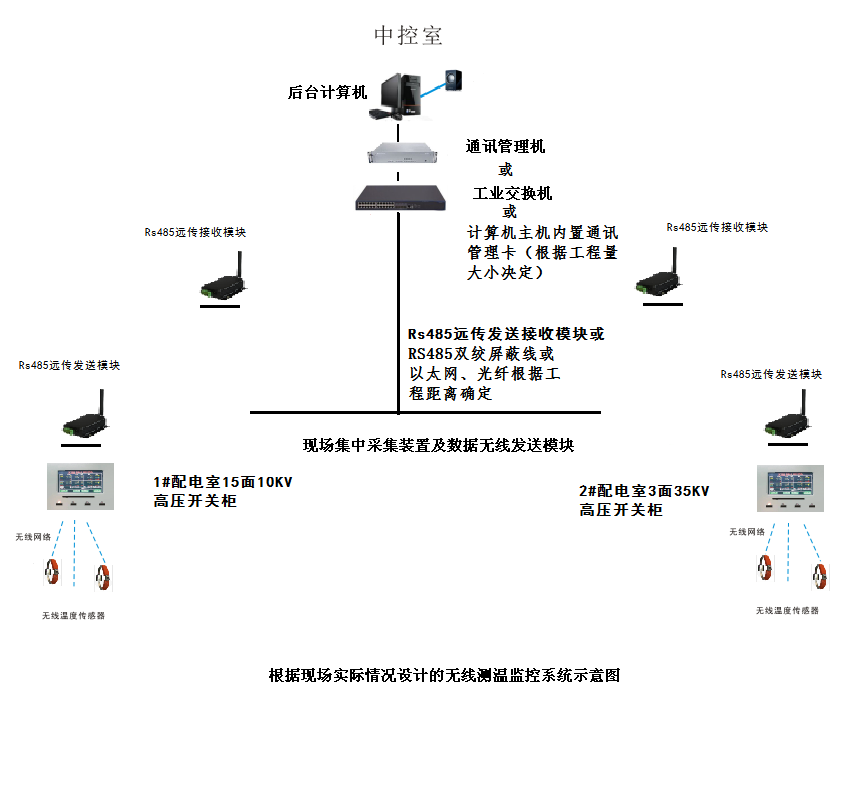 中控室
后台计算机
通讯管理机
或
工业交换机
或
计算机主机内置通讯
管理卡（根据工程量
大小决定）
Rs485远传接收模块
Rs485远传接收模块
Rs485远传发送接收模块或
RS485双绞屏蔽线或
以太网、光纤根据工
程距离确定
Rs485远传发送模块
Rs485远传发送模块
现场集中采集装置及数据无线发送模块
1#配电室15面10KV
高压开关柜
2#配电室3面35KV
高压开关柜
无线网络
无线网络
无线温度传感器
无线温度传感器
根据现场实际情况设计的无线测温监控系统示意图